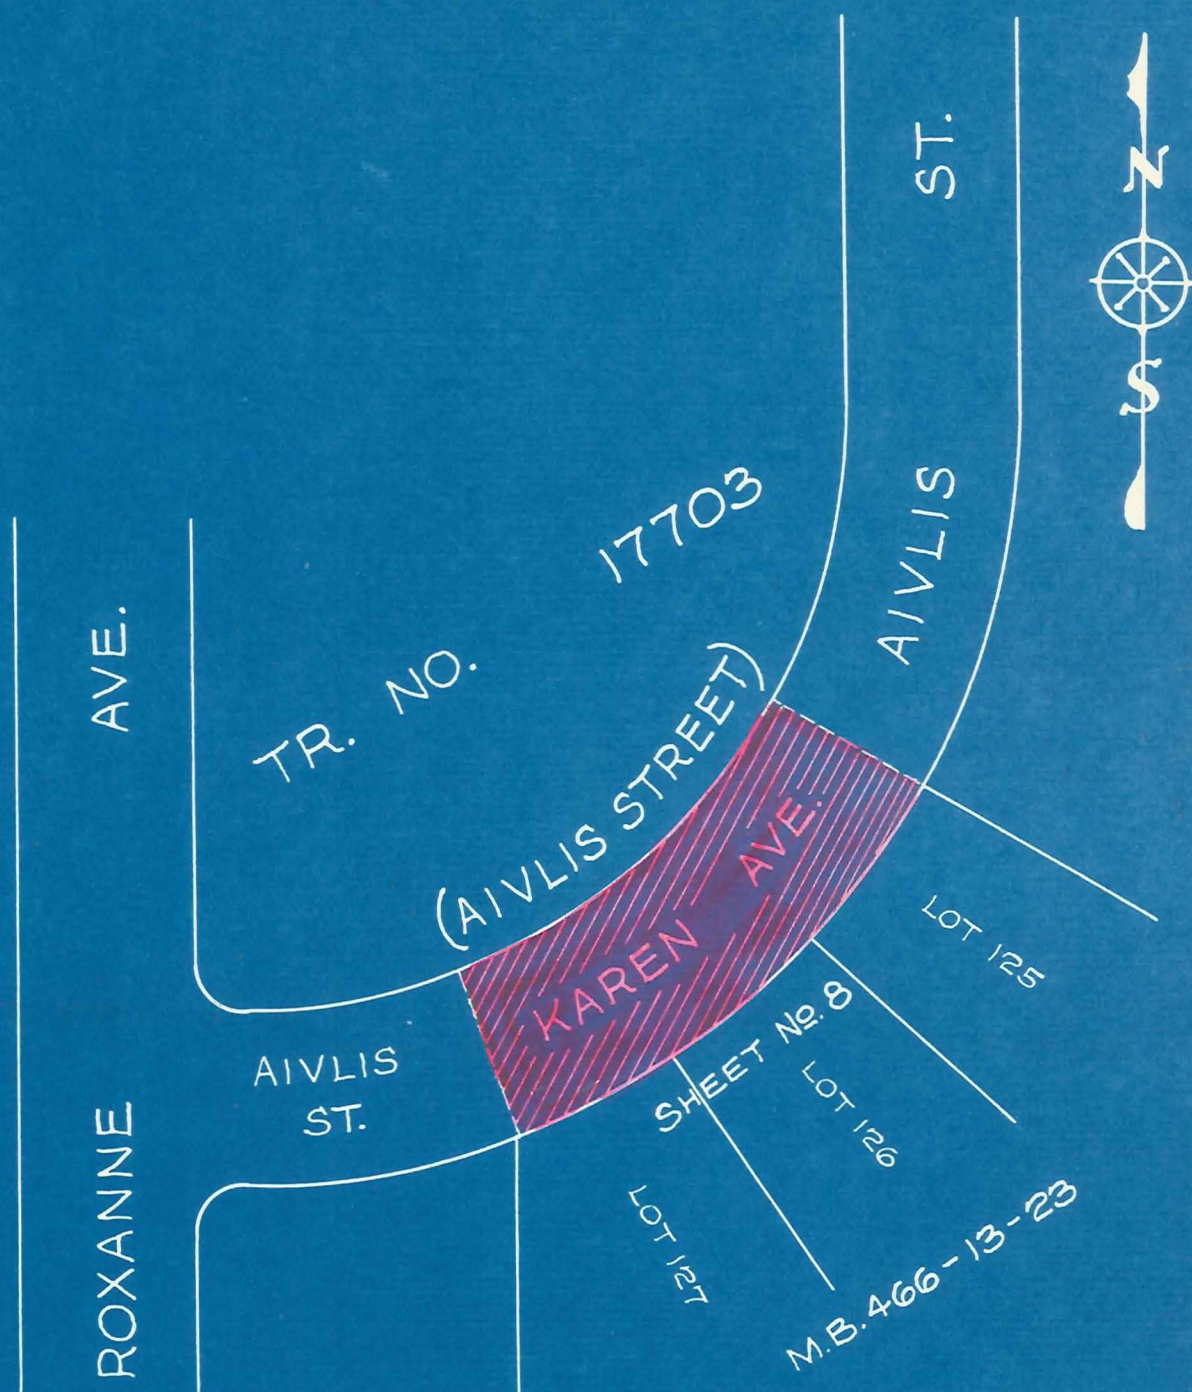 ST.
N
S
AIVLIS
TR. NO. 17703
AVE.
(AIVLIS STREET)
KAREN AVE.
LOT 125
SHEET No. 8
AIVLIS
ST.
LOT 126
ROXANNE
LOT 127
M.B. 466-13-23